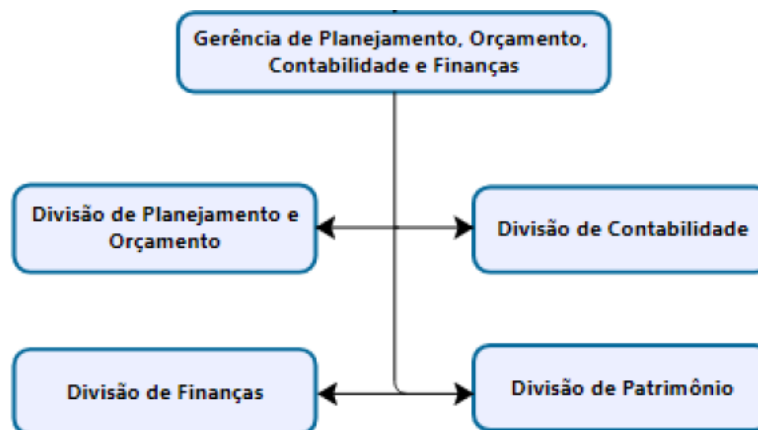 Gerência de Planejamento, Orçamento,
Contabilidade e Finanças
Divisão de Planejamento e
Orçamento
Divisão de Contabilidade
Divisão de Finanças
Divisão de Patrimônio